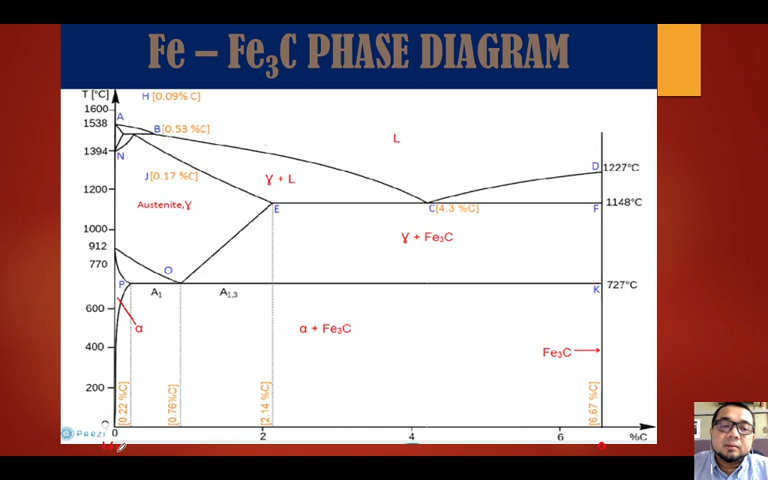 Fe – Fe₃C PHASE DIAGRAM
T [°C]
H [0.09% C]
1600
A
1538
B [0.53 %C]
L
1394
N
D 1227°C
J [0.17 %C]
Ɣ + L
1200
Austenite,Ɣ
E
C [4.3 %C]
F
1148°C
1000
Ɣ + Fe₃C
912
770
O
P
A₁
A₁,₃
K
727°C
600
α
α + Fe₃C
400
Fe₃C
200
[0.22 %C]
[0.76%C]
[2.14 %C]
[6.67 %C]
0
Prezi
0
2
4
6
%C